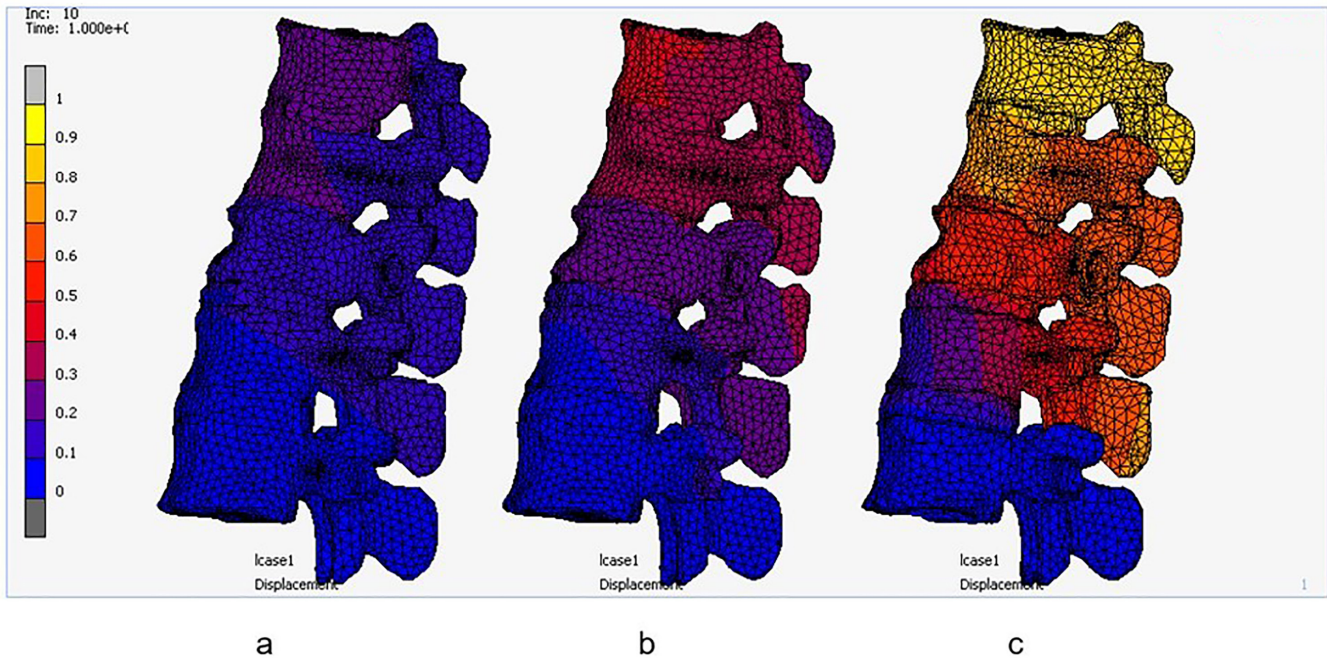 Inc: 10
Time: 1.000e+(
1
0.9
0.8
0.7
0.6
0.5
0.4
0.3
0.2
0.1
0
lcase1
Displacement
lcase1
Displacement
lcase1
Displacement
1
a
b
c